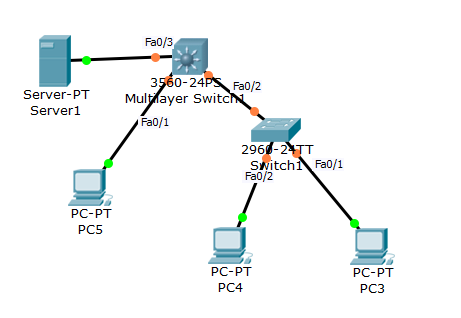 Fa0/3
3560-24PS
Multilayer Switch1
Server-PT
Server1
Fa0/2
Fa0/1
2960-24TT
Switch1
Fa0/1
Fa0/2
PC-PT
PC5
PC-PT
PC4
PC-PT
PC3